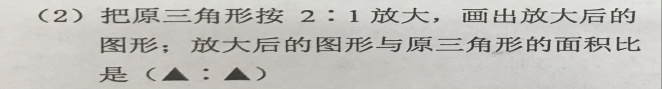 （2）把原三角形按 2：1 放大，画出放大后的
图形；放大后的图形与原三角形的面积比
是（▲：▲）